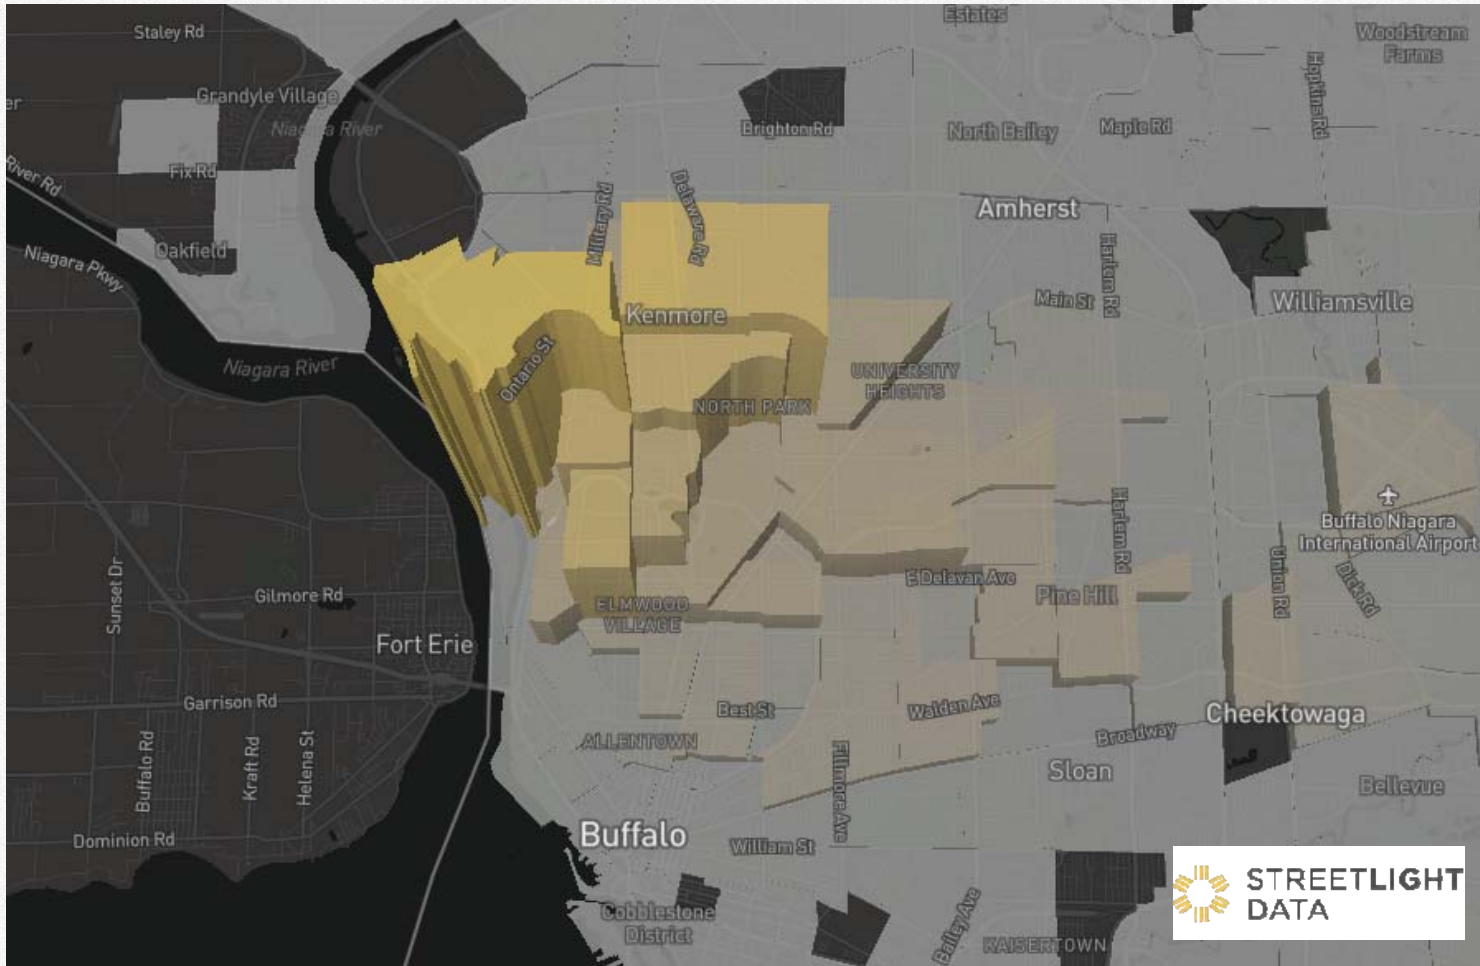 Estates
Staley Rd
Woodstream
Farms
Hopkins Rd
Grandyle Village
er
Niagara River
Brighton Rd
North Bailey
Maple Rd
River Rd
Fix Rd
Military Rd
Delaware Rd
Amherst
Harlem Rd
Oakfield
Niagara Pkwy
Main St
Williamsville
Kenmore
Niagara River
Ontario St
UNIVERSITY
HEIGHTS
NORTH PARK
Harlem Rd
Buffalo Niagara
International Airport
Union Rd
Dick Rd
Sunset Dr
Gilmore Rd
E Delavan Ave
Pine Hill
ELMWOOD
VILLAGE
Fort Erie
Garrison Rd
Best St
Walden Ave
Cheektowaga
Broadway
ALLENTOWN
Buffalo Rd
Kraft Rd
Helena St
Fillmore Ave
Sloan
Bellevue
Dominion Rd
Buffalo
William St
Cobblestone
District
Bailey Ave
KAISERTOWN
STREETLIGHT
DATA